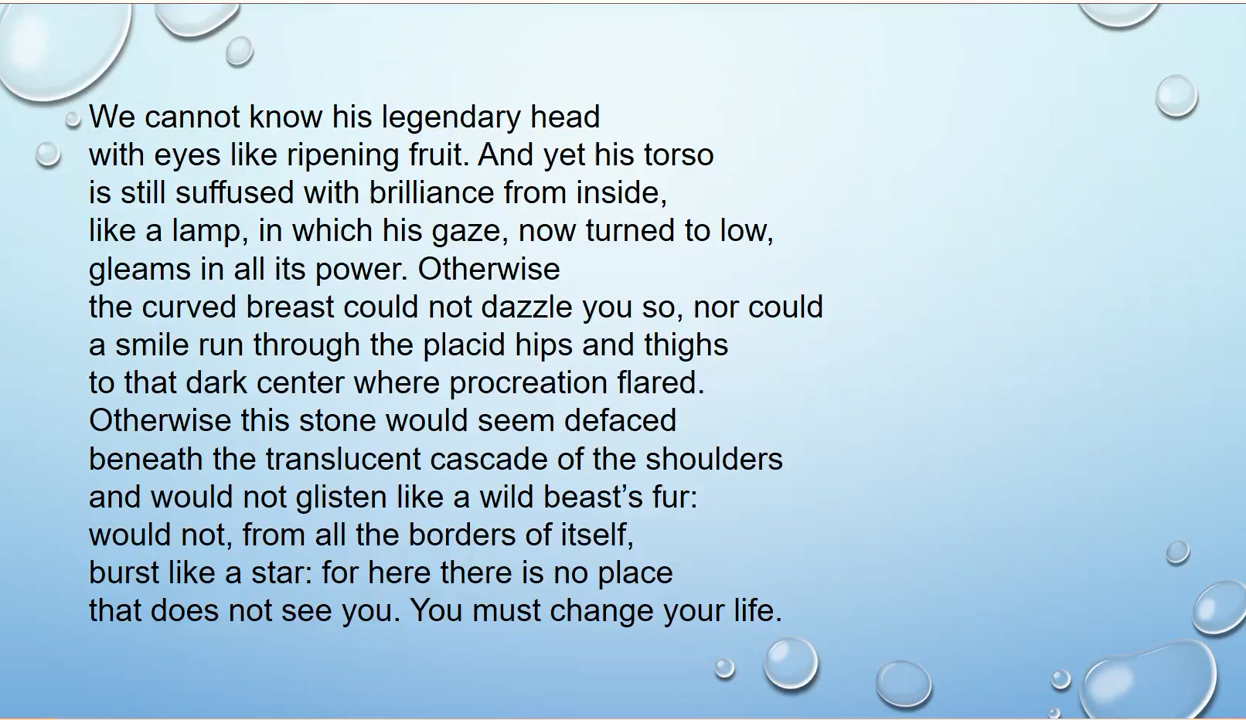 We cannot know his legendary head
with eyes like ripening fruit. And yet his torso
is still suffused with brilliance from inside,
like a lamp, in which his gaze, now turned to low,
gleams in all its power. Otherwise
the curved breast could not dazzle you so, nor could
a smile run through the placid hips and thighs
to that dark center where procreation flared.
Otherwise this stone would seem defaced
beneath the translucent cascade of the shoulders
and would not glisten like a wild beast’s fur:
would not, from all the borders of itself,
burst like a star: for here there is no place
that does not see you. You must change your life.